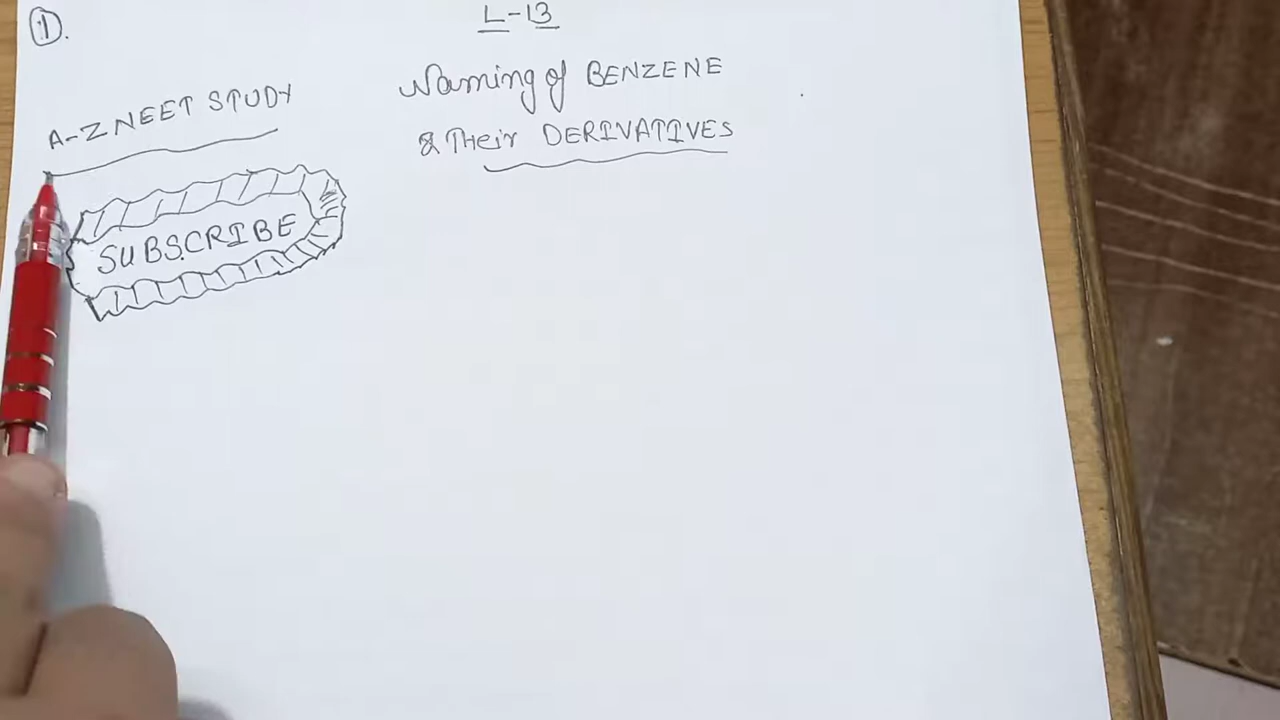 1.
L-13
Naming of BENZENE
& Their DERIVATIVES
A-Z NEET STUDY
SUBSCRIBE